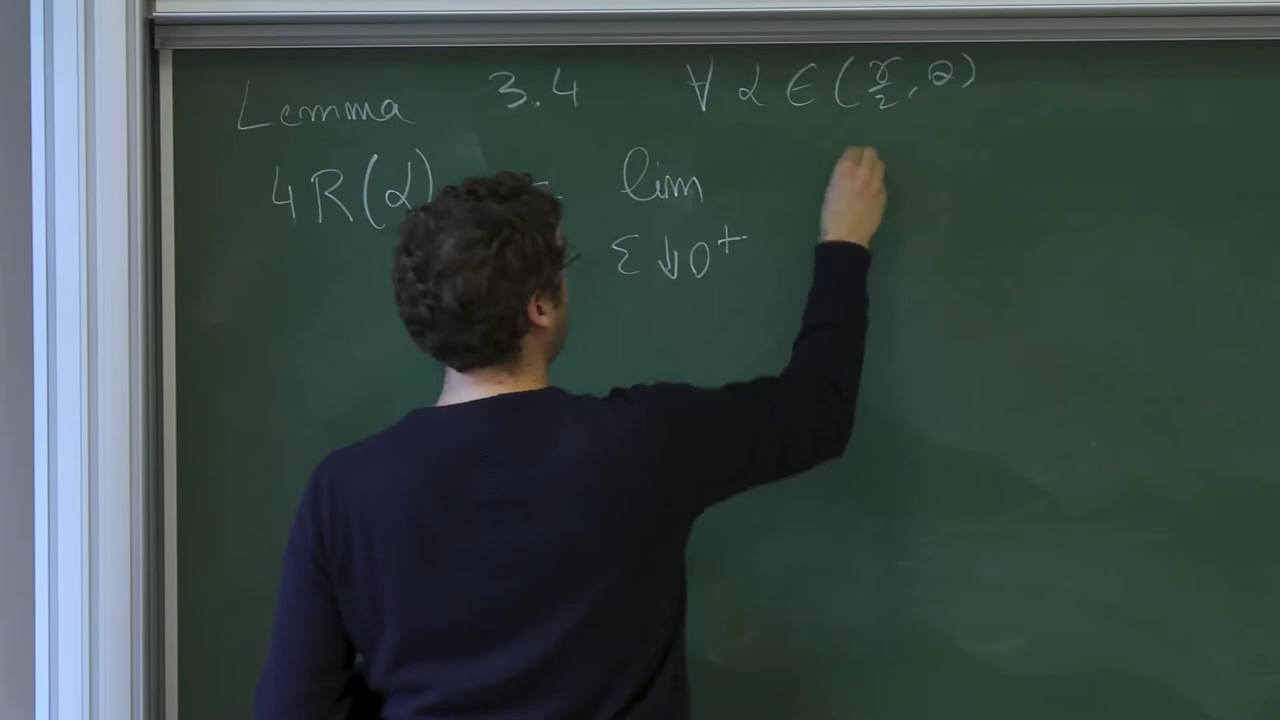 Lemma 3.4 ∀ α ∈ (γ/2, Q)
4R(α) = lim
ε↓0⁺